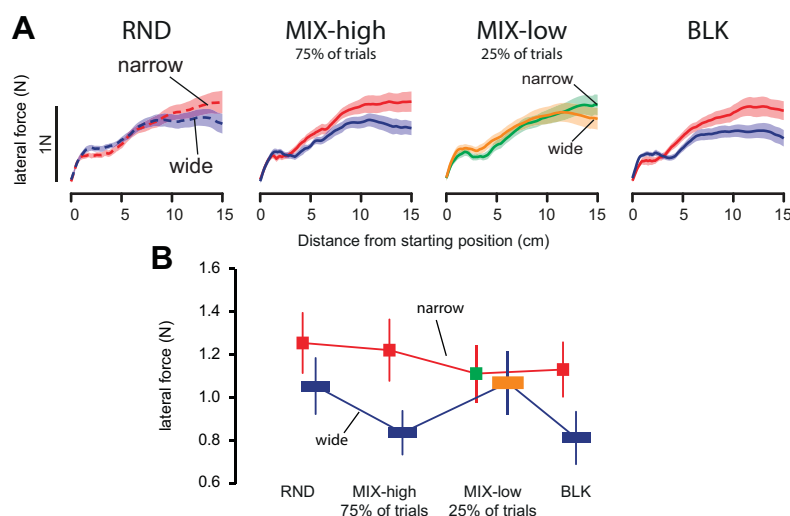 A
RND
MIX-high
75% of trials
MIX-low
25% of trials
BLK
lateral force (N)
1N
narrow
wide
narrow
wide
0 5 10 15
0 5 10 15
0 5 10 15
0 5 10 15
Distance from starting position (cm)
B
lateral force (N)
1.6
1.4
1.2
1.0
0.8
0.6
narrow
wide
RND
MIX-high
75% of trials
MIX-low
25% of trials
BLK